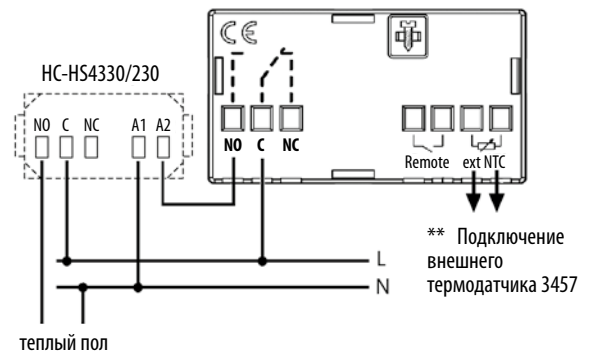 CE
HC-HS4330/230
NO C NC A1 A2
NO C NC
Remote ext NTC
L
N
** Подключение
внешнего
термодатчика 3457
теплый пол